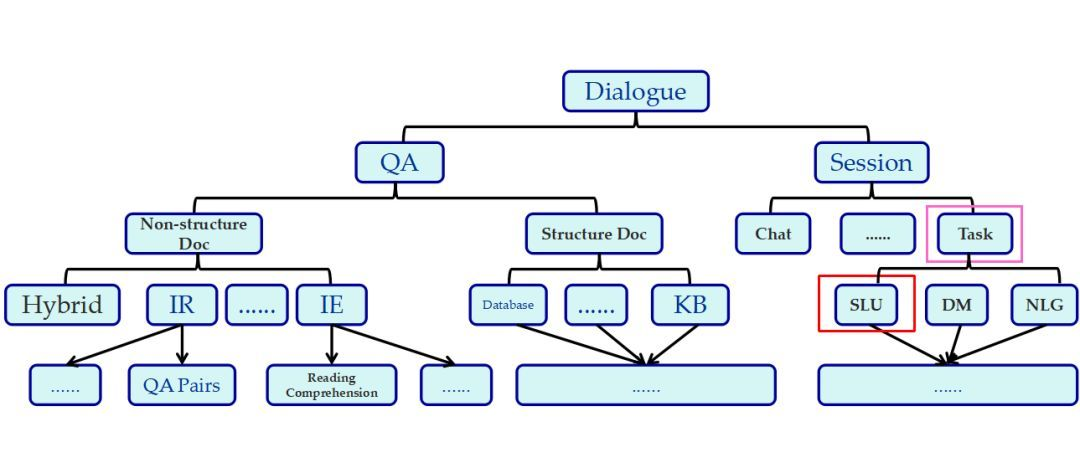 Dialogue
QA
Session
Non-structure
Doc
Structure Doc
Chat
......
Task
Hybrid
IR
......
IE
Database
......
KB
SLU
DM
NLG
......
QA Pairs
Reading
Comprehension
......
......
......